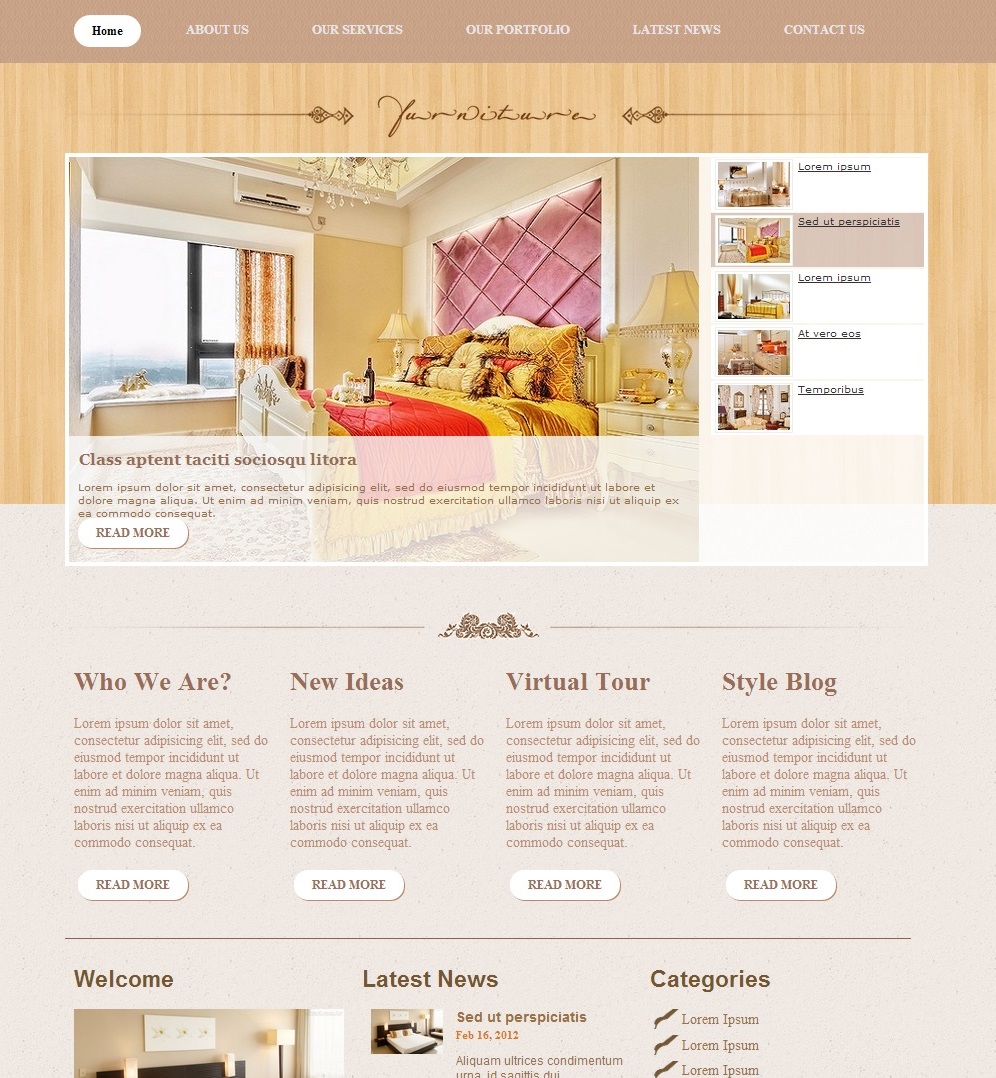 Home ABOUT US OUR SERVICES OUR PORTFOLIO LATEST NEWS CONTACT US
Furniture
Lorem ipsum
Sed ut perspiciatis
Lorem ipsum
At vero eos
Temporibus
Class aptent taciti sociosqu litora
Lorem ipsum dolor sit amet, consectetur adipisicing elit, sed do eiusmod tempor incididunt ut labore et
dolore magna aliqua. Ut enim ad minim veniam, quis nostrud exercitation ullamco laboris nisi ut aliquip ex
ea commodo consequat.
READ MORE
Who We Are?
Lorem ipsum dolor sit amet,
consectetur adipisicing elit, sed do
eiusmod tempor incididunt ut
labore et dolore magna aliqua. Ut
enim ad minim veniam, quis
nostrud exercitation ullamco
laboris nisi ut aliquip ex ea
commodo consequat.
READ MORE
New Ideas
Lorem ipsum dolor sit amet,
consectetur adipisicing elit, sed do
eiusmod tempor incididunt ut
labore et dolore magna aliqua. Ut
enim ad minim veniam, quis
nostrud exercitation ullamco
laboris nisi ut aliquip ex ea
commodo consequat.
READ MORE
Virtual Tour
Lorem ipsum dolor sit amet,
consectetur adipisicing elit, sed do
eiusmod tempor incididunt ut
labore et dolore magna aliqua. Ut
enim ad minim veniam, quis
nostrud exercitation ullamco
laboris nisi ut aliquip ex ea
commodo consequat.
READ MORE
Style Blog
Lorem ipsum dolor sit amet,
consectetur adipisicing elit, sed do
eiusmod tempor incididunt ut
labore et dolore magna aliqua. Ut
enim ad minim veniam, quis
nostrud exercitation ullamco
laboris nisi ut aliquip ex ea
commodo consequat.
READ MORE
Welcome
Latest News
Sed ut perspiciatis
Feb 16, 2012
Aliquam ultrices condimentum
urna, id sagittis dui
Categories
Lorem Ipsum
Lorem Ipsum
Lorem Ipsum